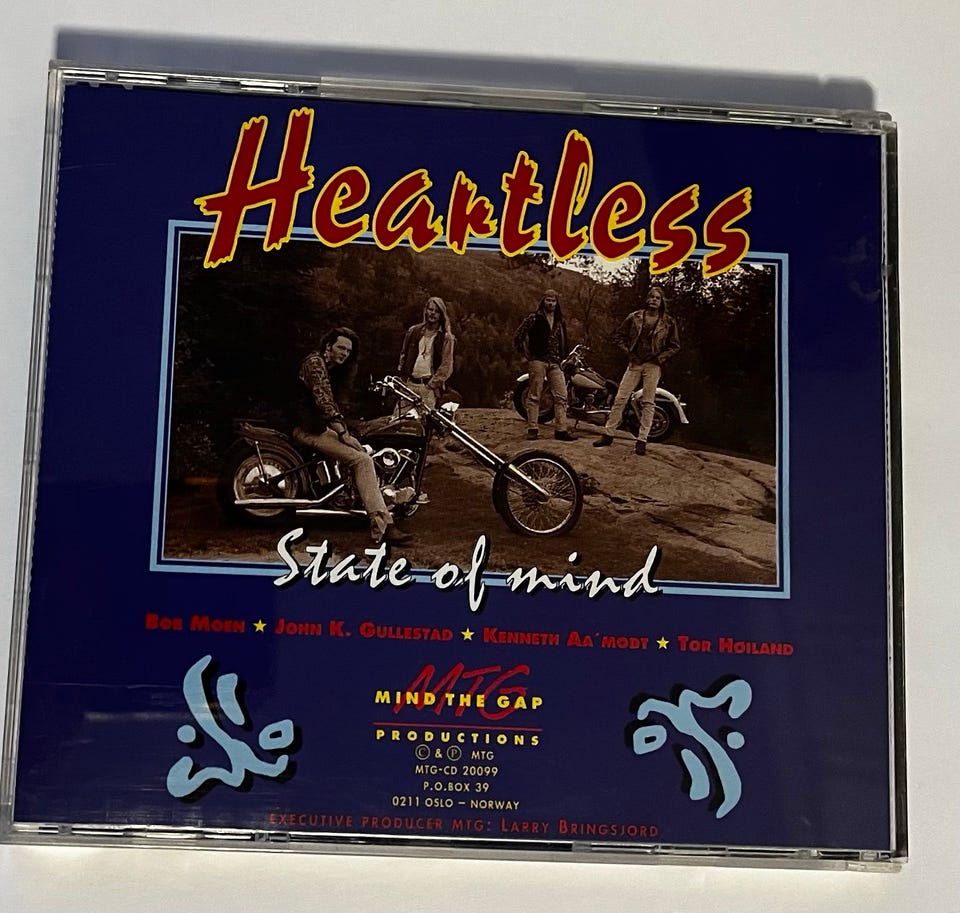 Heartless
State of mind
Bob Moen ★ John K. Gullestad ★ Kenneth Aa´modt ★ Tor Høiland
MTG
MIND THE GAP
PRODUCTIONS
© & ℗ MTG
MTG-CD 20099
P.O.BOX 39
0211 OSLO – NORWAY
EXECUTIVE PRODUCER MTG: LARRY BRINGSJORD